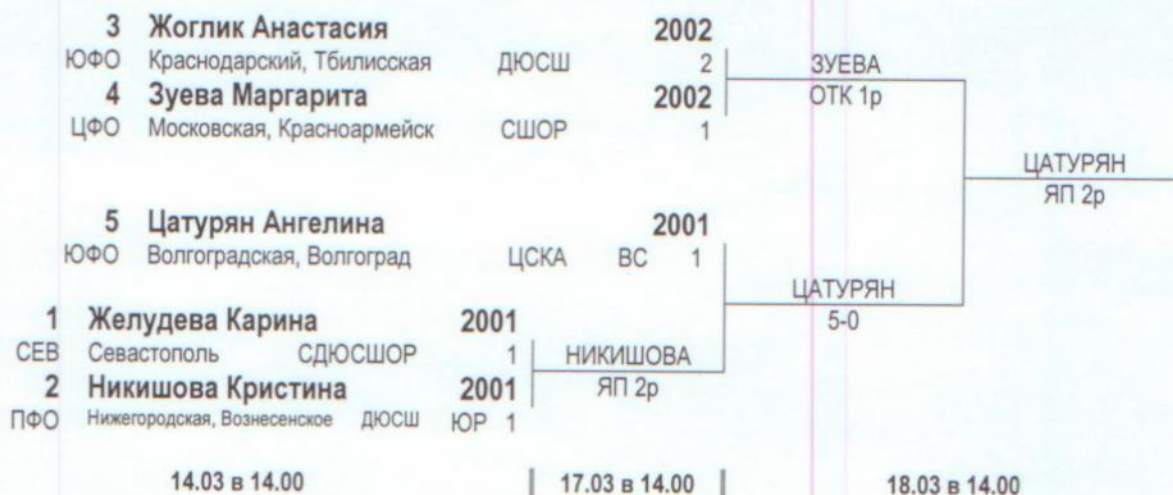 3 Жоглик Анастасия 2002
ЮФО Краснодарский, Тбилисская ДЮСШ 2
ЗУЕВА
4 Зуева Маргарита 2002
ОТК 1р
ЦФО Московская, Красноармейск СШОР 1
ЦАТУРЯН
ЯП 2р
5 Цатурян Ангелина 2001
ЮФО Волгоградская, Волгоград ЦСКА ВС 1
ЦАТУРЯН
5-0
1 Желудева Карина 2001
СЕВ Севастополь СДЮСШОР 1
НИКИШОВА
2 Никишова Кристина 2001
ЯП 2р
ПФО Нижегородская, Вознесенское ДЮСШ ЮР 1
14.03 в 14.00 17.03 в 14.00 18.03 в 14.00